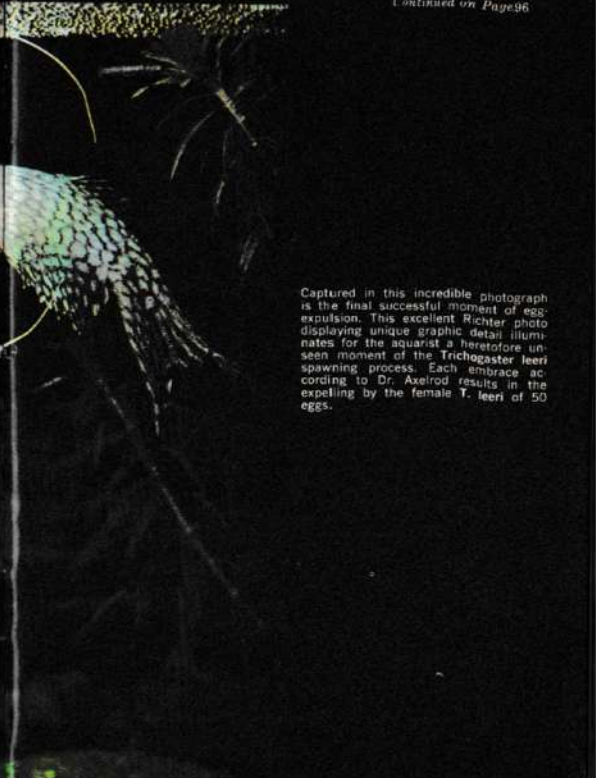 Continued on Page 96
Captured in this incredible photograph
is the final successful moment of egg-
expulsion. This excellent Richter photo
displaying unique graphic detail illumi-
nates for the aquarist a heretofore un-
seen moment of the Trichogaster leeri
spawning process. Each embrace ac-
cording to Dr. Axelrod results in the
expelling by the female T. leeri of 50
eggs.